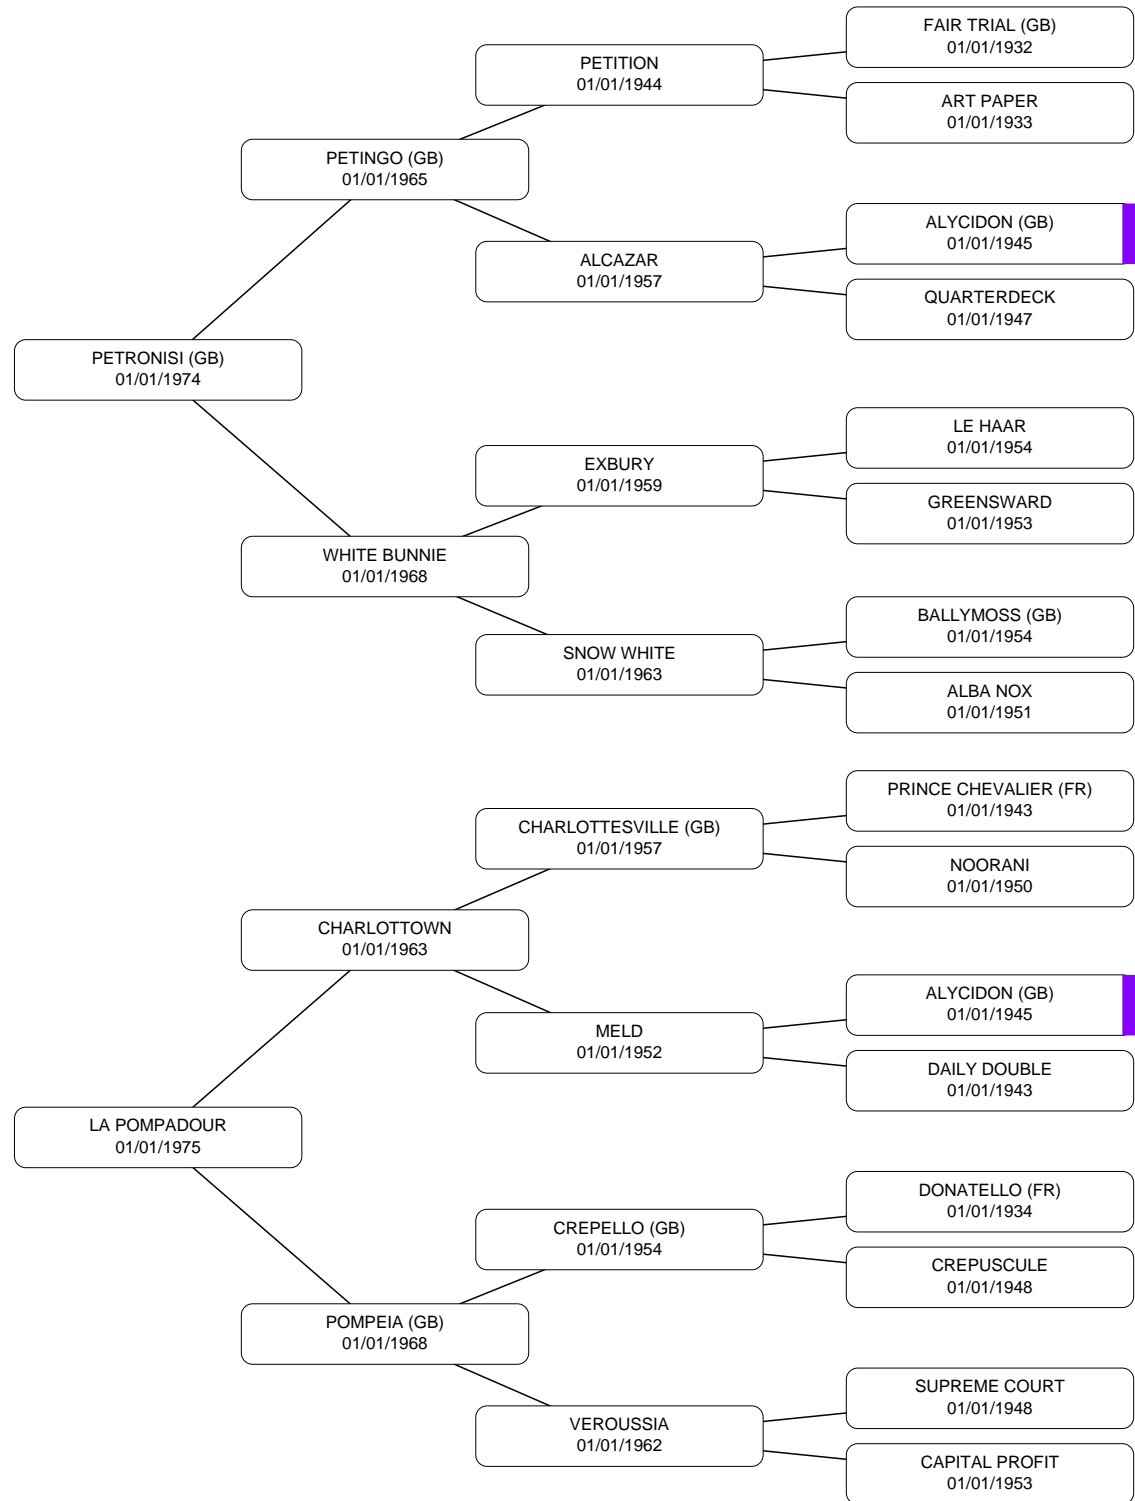 FAIR TRIAL (GB)
01/01/1932
PETITION
01/01/1944
ART PAPER
01/01/1933
PETINGO (GB)
01/01/1965
ALYCIDON (GB)
01/01/1945
ALCAZAR
01/01/1957
QUARTERDECK
01/01/1947
PETRONISI (GB)
01/01/1974
LE HAAR
01/01/1954
EXBURY
01/01/1959
GREENSWARD
01/01/1953
WHITE BUNNIE
01/01/1968
BALLYMOSS (GB)
01/01/1954
SNOW WHITE
01/01/1963
ALBA NOX
01/01/1951
PRINCE CHEVALIER (FR)
01/01/1943
CHARLOTTESVILLE (GB)
01/01/1957
NOORANI
01/01/1950
CHARLOTTOWN
01/01/1963
ALYCIDON (GB)
01/01/1945
MELD
01/01/1952
DAILY DOUBLE
01/01/1943
LA POMPADOUR
01/01/1975
DONATELLO (FR)
01/01/1934
CREPELLO (GB)
01/01/1954
CREPUSCULE
01/01/1948
POMPEIA (GB)
01/01/1968
SUPREME COURT
01/01/1948
VEROUSSIA
01/01/1962
CAPITAL PROFIT
01/01/1953